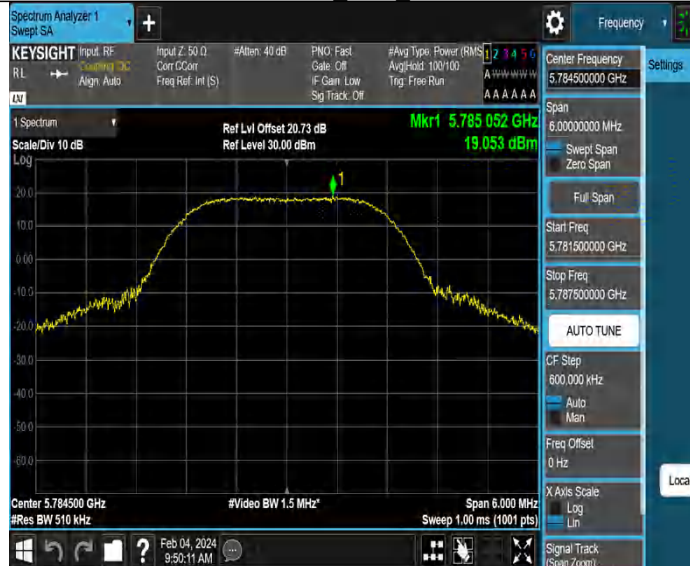 Spectrum Analyzer 1
Swept SA
+
Frequency
KEYSIGHT
RL
LXI
Input: RF
Coupling: DC
Align: Auto
Input Z: 50 Ω
Corr CCorr
Freq Ref: Int (S)
#Atten: 40 dB
PNO: Fast
Gate: Off
IF Gain: Low
Sig Track: Off
#Avg Type: Power (RMS
Avg|Hold: 100/100
Trig: Free Run
1 2 3 4 5 6
A W W W W W
A A A A A A
1 Spectrum
Scale/Div 10 dB
Log
Ref Lvl Offset 20.73 dB
Ref Level 30.00 dBm
Mkr1 5.785 052 GHz
19.053 dBm
1
20.0
10.0
0.00
-10.0
-20.0
-30.0
-40.0
-50.0
-60.0
Center 5.784500 GHz
#Res BW 510 kHz
#Video BW 1.5 MHz*
Span 6.000 MHz
Sweep 1.00 ms (1001 pts)
?
Feb 04, 2024
9:50:11 AM
Center Frequency
5.784500000 GHz
Settings
Span
6.00000000 MHz
Swept Span
Zero Span
Full Span
Start Freq
5.781500000 GHz
Stop Freq
5.787500000 GHz
AUTO TUNE
CF Step
600.000 kHz
Auto
Man
Freq Offset
0 Hz
X Axis Scale
Log
Lin
Loca
Signal Track
(Span Zoom)